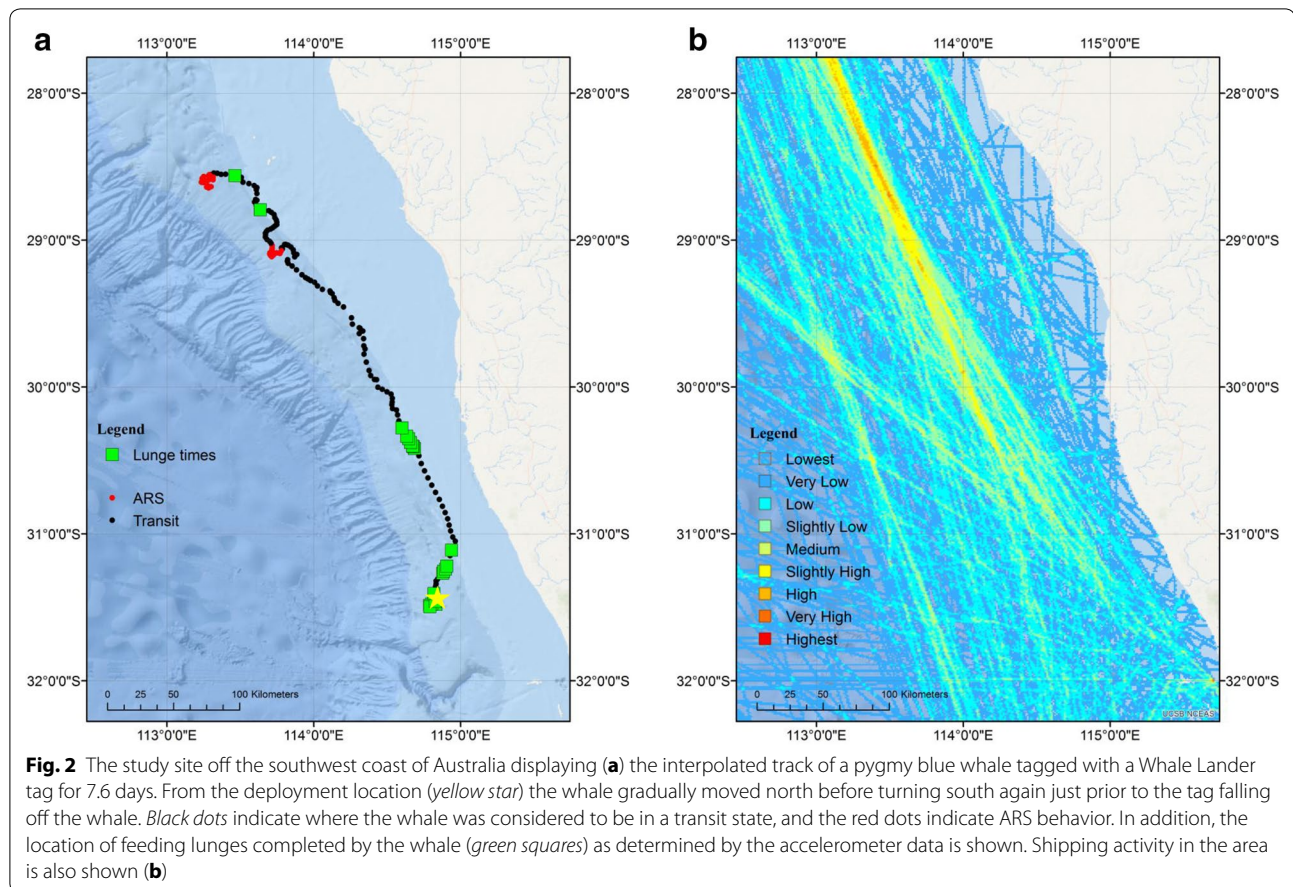 a
113°0'0"E 114°0'0"E 115°0'0"E
28°0'0"S
29°0'0"S
30°0'0"S
31°0'0"S
32°0'0"S
Legend
Lunge times
ARS
Transit
0 25 50 100 Kilometers
28°0'0"S
29°0'0"S
30°0'0"S
31°0'0"S
32°0'0"S
113°0'0"E 114°0'0"E 115°0'0"E
b
113°0'0"E 114°0'0"E 115°0'0"E
28°0'0"S
29°0'0"S
30°0'0"S
31°0'0"S
32°0'0"S
Legend
Lowest
Very Low
Low
Slightly Low
Medium
Slightly High
High
Very High
Highest
0 25 50 100 Kilometers
UCSB NCEAS
28°0'0"S
29°0'0"S
30°0'0"S
31°0'0"S
32°0'0"S
113°0'0"E 114°0'0"E 115°0'0"E
Fig. 2 The study site off the southwest coast of Australia displaying (a) the interpolated track of a pygmy blue whale tagged with a Whale Lander
tag for 7.6 days. From the deployment location (yellow star) the whale gradually moved north before turning south again just prior to the tag falling
off the whale. Black dots indicate where the whale was considered to be in a transit state, and the red dots indicate ARS behavior. In addition, the
location of feeding lunges completed by the whale (green squares) as determined by the accelerometer data is shown. Shipping activity in the area
is also shown (b)